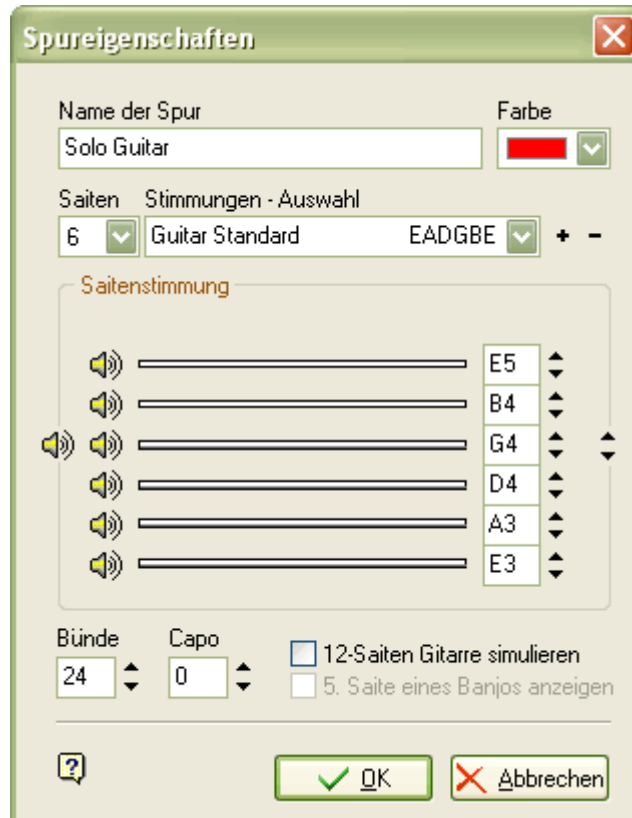 Spureigenschaften
Name der Spur Farbe
Solo Guitar
Saiten Stimmungen - Auswahl
6 Guitar Standard EADGBE + -
Saitenstimmung
E5
B4
G4
D4
A3
E3
Bünde Capo
12-Saiten Gitarre simulieren
24 0
5. Saite eines Banjos anzeigen
? OK Abbrechen